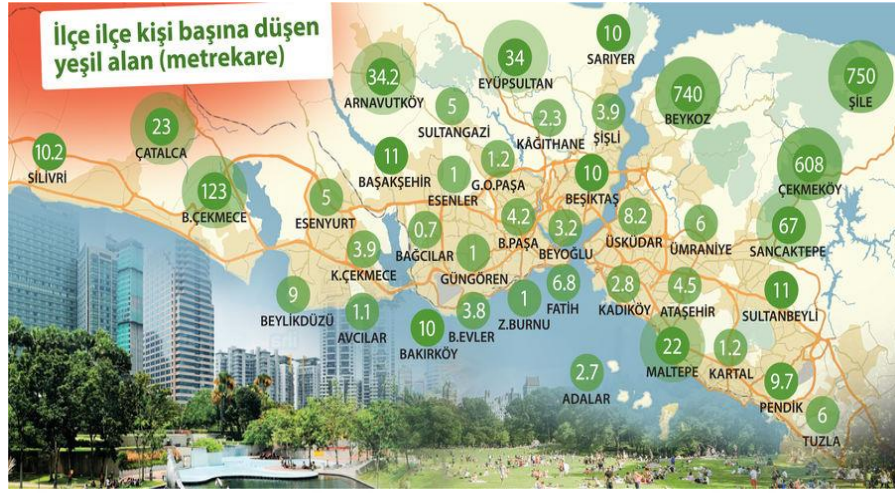 İlçe ilçe kişi başına düşen
yeşil alan (metrekare)
10
SARIYER
34
EYÜPSULTAN
34.2
ARNAVUTKÖY
750
ŞİLE
740
BEYKOZ
5
SULTANGAZİ
2.3
KÂĞITHANE
3.9
ŞİŞLİ
23
ÇATALCA
10.2
SİLİVRİ
11
BAŞAKŞEHİR
1
ESENLER
1.2
G.O.PAŞA
10
BEŞİKTAŞ
608
ÇEKMEKÖY
123
B.ÇEKMECE
5
ESENYURT
0.7
BAĞCILAR
4.2
B.PAŞA
3.2
BEYOĞLU
8.2
ÜSKÜDAR
6
ÜMRANİYE
67
SANCAKTEPE
3.9
K.ÇEKMECE
1
GÜNGÖREN
9
BEYLİKDÜZÜ
1.1
AVCILAR
10
BAKIRKÖY
3.8
B.EVLER
1
Z.BURNU
6.8
FATİH
2.8
KADIKÖY
4.5
ATAŞEHİR
11
SULTANBEYLİ
22
MALTEPE
1.2
KARTAL
2.7
ADALAR
9.7
PENDİK
6
TUZLA